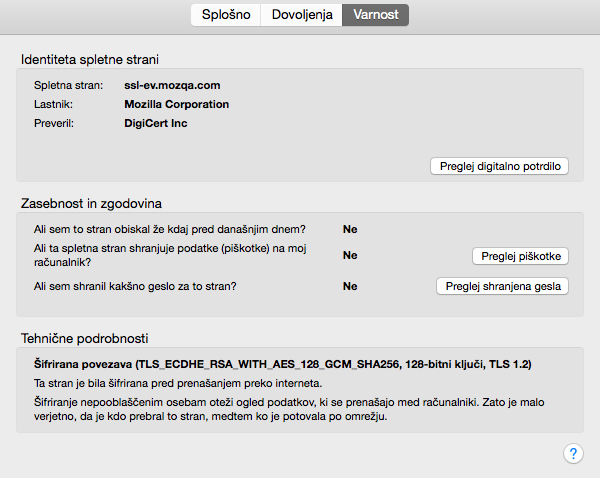 Splošno Dovoljenja Varnost
Identiteta spletne strani
Spletna stran: ssl-ev.mozqa.com
Lastnik: Mozilla Corporation
Preveril: DigiCert Inc
Preglej digitalno potrdilo
Zasebnost in zgodovina
Ali sem to stran obiskal že kdaj pred današnjim dnem? Ne
Ali ta spletna stran shranjuje podatke (piškotke) na moj
računalnik? Ne Preglej piškotke
Ali sem shranil kakšno geslo za to stran? Ne Preglej shranjena gesla
Tehnične podrobnosti
Šifrirana povezava (TLS_ECDHE_RSA_WITH_AES_128_GCM_SHA256, 128-bitni ključi, TLS 1.2)
Ta stran je bila šifrirana pred prenašanjem preko interneta.
Šifriranje nepooblaščenim osebam oteži ogled podatkov, ki se prenašajo med računalniki. Zato je malo
verjetno, da je kdo prebral to stran, medtem ko je potovala po omrežju.
?